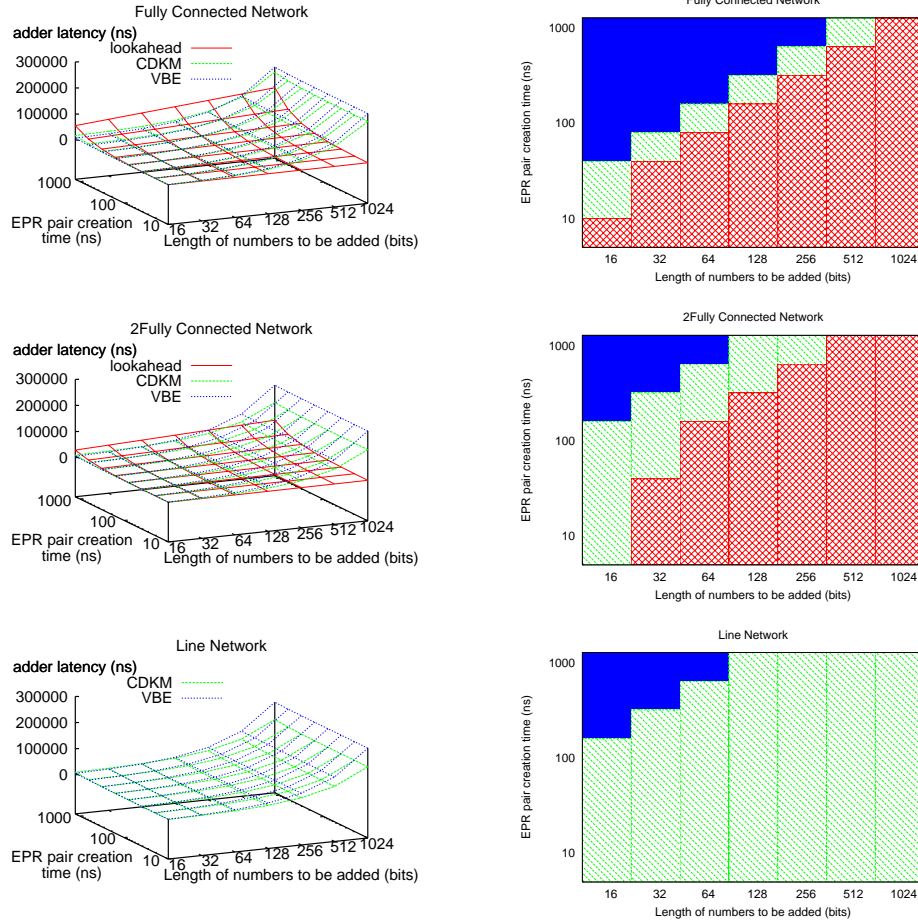 Fully Connected Network
adder latency (ns)
lookahead
CDKM
VBE
300000
200000
100000
0
1000
100
10
EPR pair creation
time (ns)
16 32 64 128 256 512 1024
Length of numbers to be added (bits)
Fully Connected Network
EPR pair creation time (ns)
1000
100
10
16 32 64 128 256 512 1024
Length of numbers to be added (bits)
2Fully Connected Network
adder latency (ns)
lookahead
CDKM
VBE
300000
200000
100000
0
1000
100
10
EPR pair creation
time (ns)
16 32 64 128 256 512 1024
Length of numbers to be added (bits)
2Fully Connected Network
EPR pair creation time (ns)
1000
100
10
16 32 64 128 256 512 1024
Length of numbers to be added (bits)
Line Network
adder latency (ns)
CDKM
VBE
300000
200000
100000
0
1000
100
10
EPR pair creation
time (ns)
16 32 64 128 256 512 1024
Length of numbers to be added (bits)
Line Network
EPR pair creation time (ns)
1000
100
10
16 32 64 128 256 512 1024
Length of numbers to be added (bits)